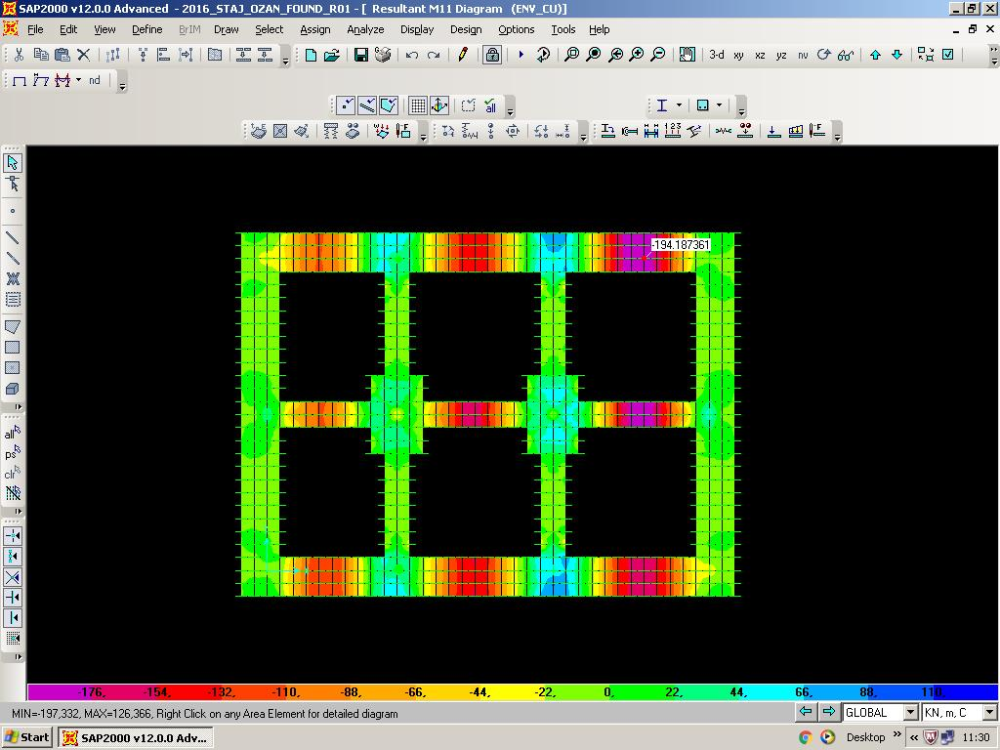 SAP2000 v12.0.0 Advanced - 2016_STAJ_OZAN_FOUND_R01 - [ Resultant M11 Diagram (ENV_CU)]
File Edit View Define BrIM Draw Select Assign Analyze Display Design Options Tools Help
3-d xy xz yz nv
nd
all
-194.187361
all
ps
clr
-176, -154, -132, -110, -88, -66, -44, -22, 0, 22, 44, 66, 88, 110,
MIN=-197,332, MAX=126,366, Right Click on any Area Element for detailed diagram
GLOBAL
KN, m, C
Start
SAP2000 v12.0.0 Adv...
Desktop
11:30